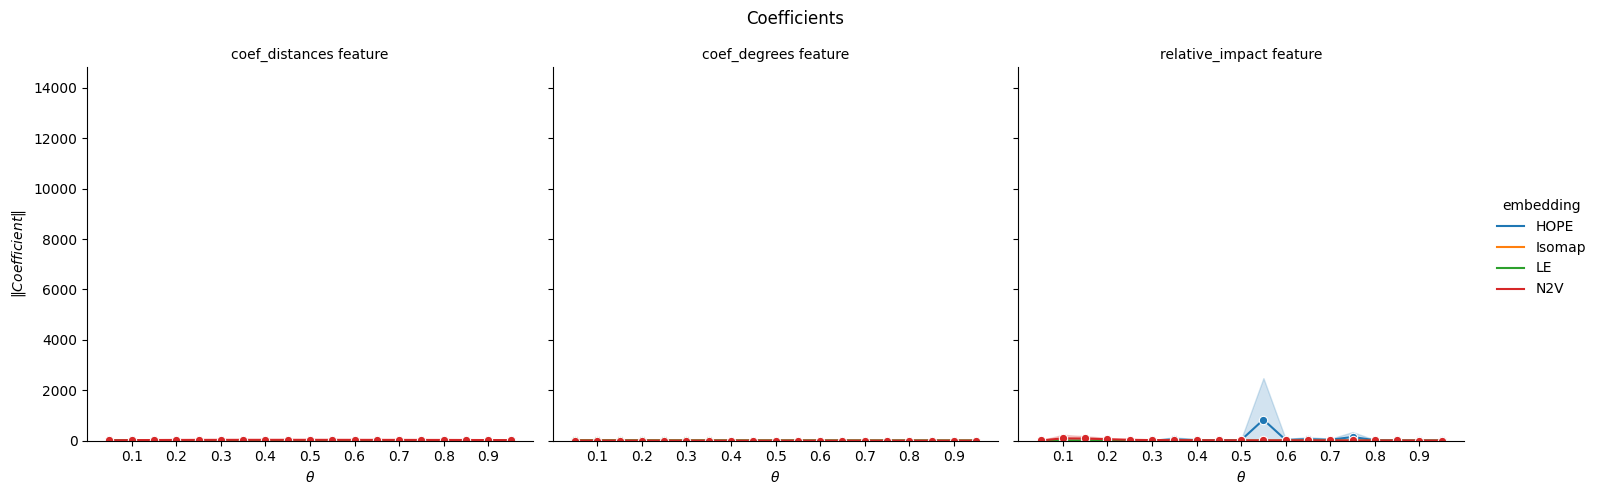 Coefficients
coef_distances feature
coef_degrees feature
relative_impact feature
14000
12000
10000
8000
6000
4000
2000
0
‖Coefficient‖
0.1 0.2 0.3 0.4 0.5 0.6 0.7 0.8 0.9
0.1 0.2 0.3 0.4 0.5 0.6 0.7 0.8 0.9
0.1 0.2 0.3 0.4 0.5 0.6 0.7 0.8 0.9
θ
θ
θ
embedding
HOPE
Isomap
LE
N2V